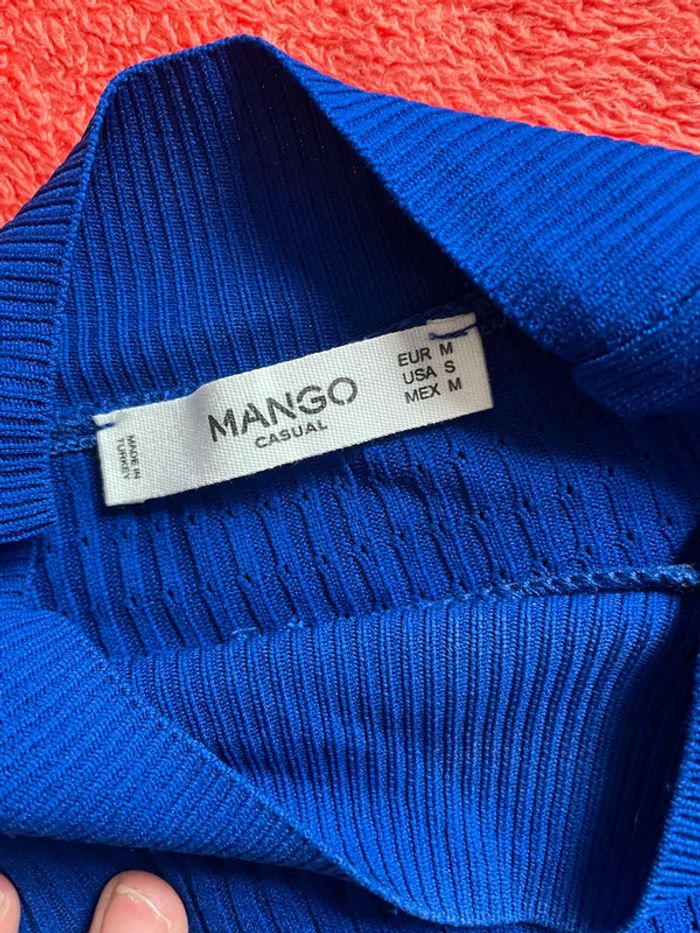 MANGO
CASUAL
EUR M
USA S
MEX M
MADE IN
TURKEY